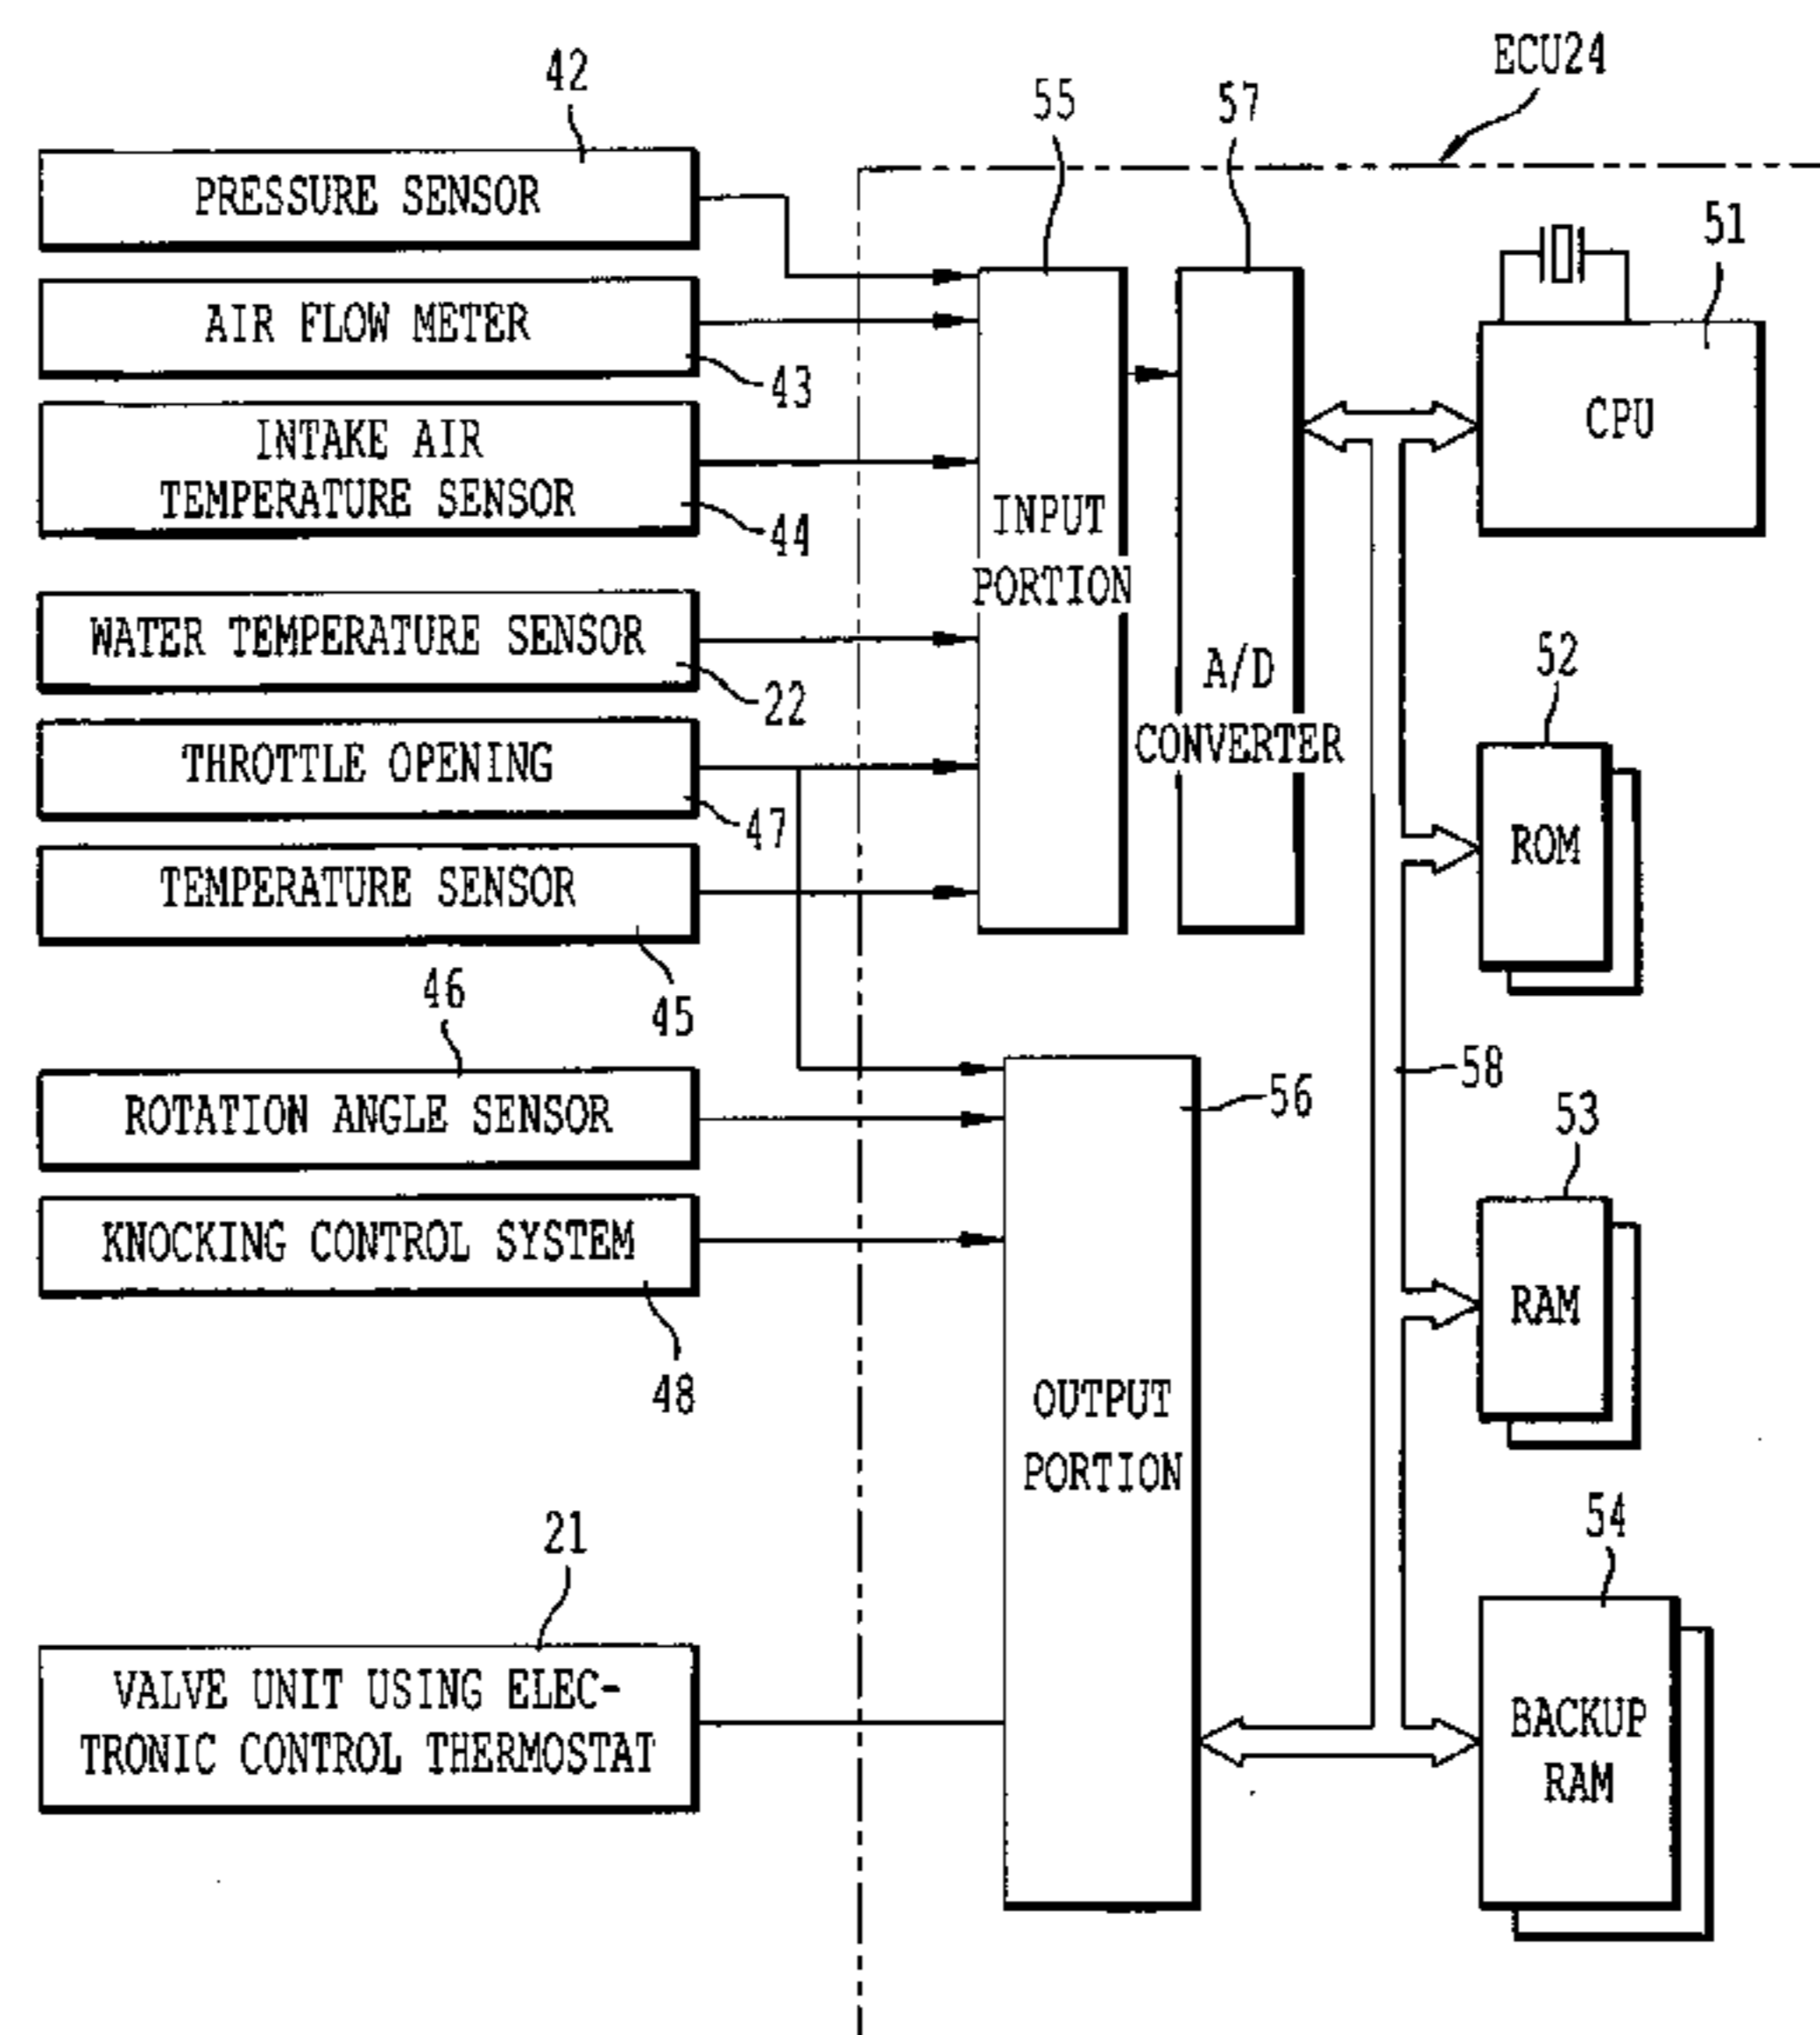 ECU24
42
55
57
PRESSURE SENSOR
51
AIR FLOW METER
43
INTAKE AIR
TEMPERATURE SENSOR
44
CPU
INPUT
PORTION
WATER TEMPERATURE SENSOR
22
A/D
CONVERTER
52
THROTTLE OPENING
47
ROM
TEMPERATURE SENSOR
45
46
58
56
ROTATION ANGLE SENSOR
53
KNOCKING CONTROL SYSTEM
48
RAM
OUTPUT
PORTION
21
54
VALVE UNIT USING ELEC-
TRONIC CONTROL THERMOSTAT
BACKUP
RAM